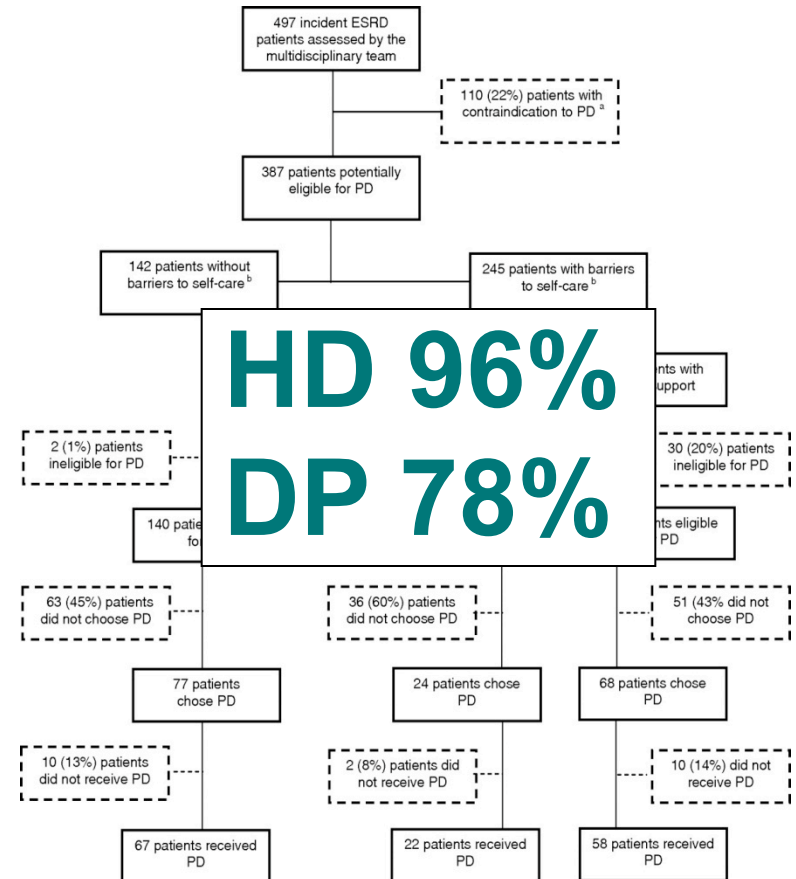 497 incident ESRD
patients assessed by the
multidisciplinary team
110 (22%) patients with
contraindication to PD a
387 patients potentially
eligible for PD
142 patients without
barriers to self-care b
245 patients with barriers
to self-care b
HD 96%
DP 78%
with
2 (1%) patients
ineligible for PD
30 (20%) patients
ineligible for PD
140
eligible
PD
63 (45%) patients
did not choose PD
36 (60%) patients
did not choose PD
51 (43% did not
choose PD
77 patients
chose PD
24 patients chose
PD
68 patients chose
PD
10 (13%) patients
did not receive PD
2 (8%) patients did
not receive PD
10 (14%) did not
receive PD
67 patients received
PD
22 patients received
PD
58 patients received
PD